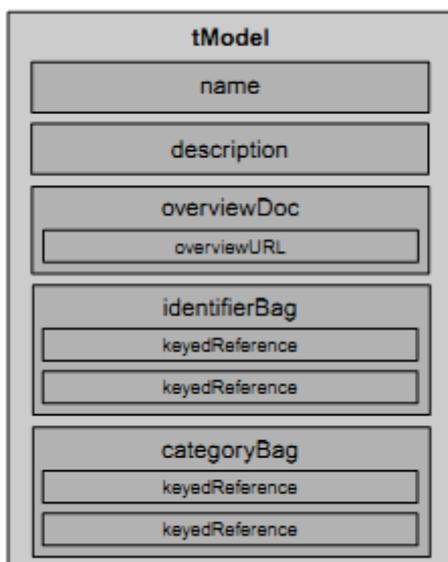 tModel
name
description
overviewDoc
overviewURL
identifierBag
keyedReference
keyedReference
categoryBag
keyedReference
keyedReference